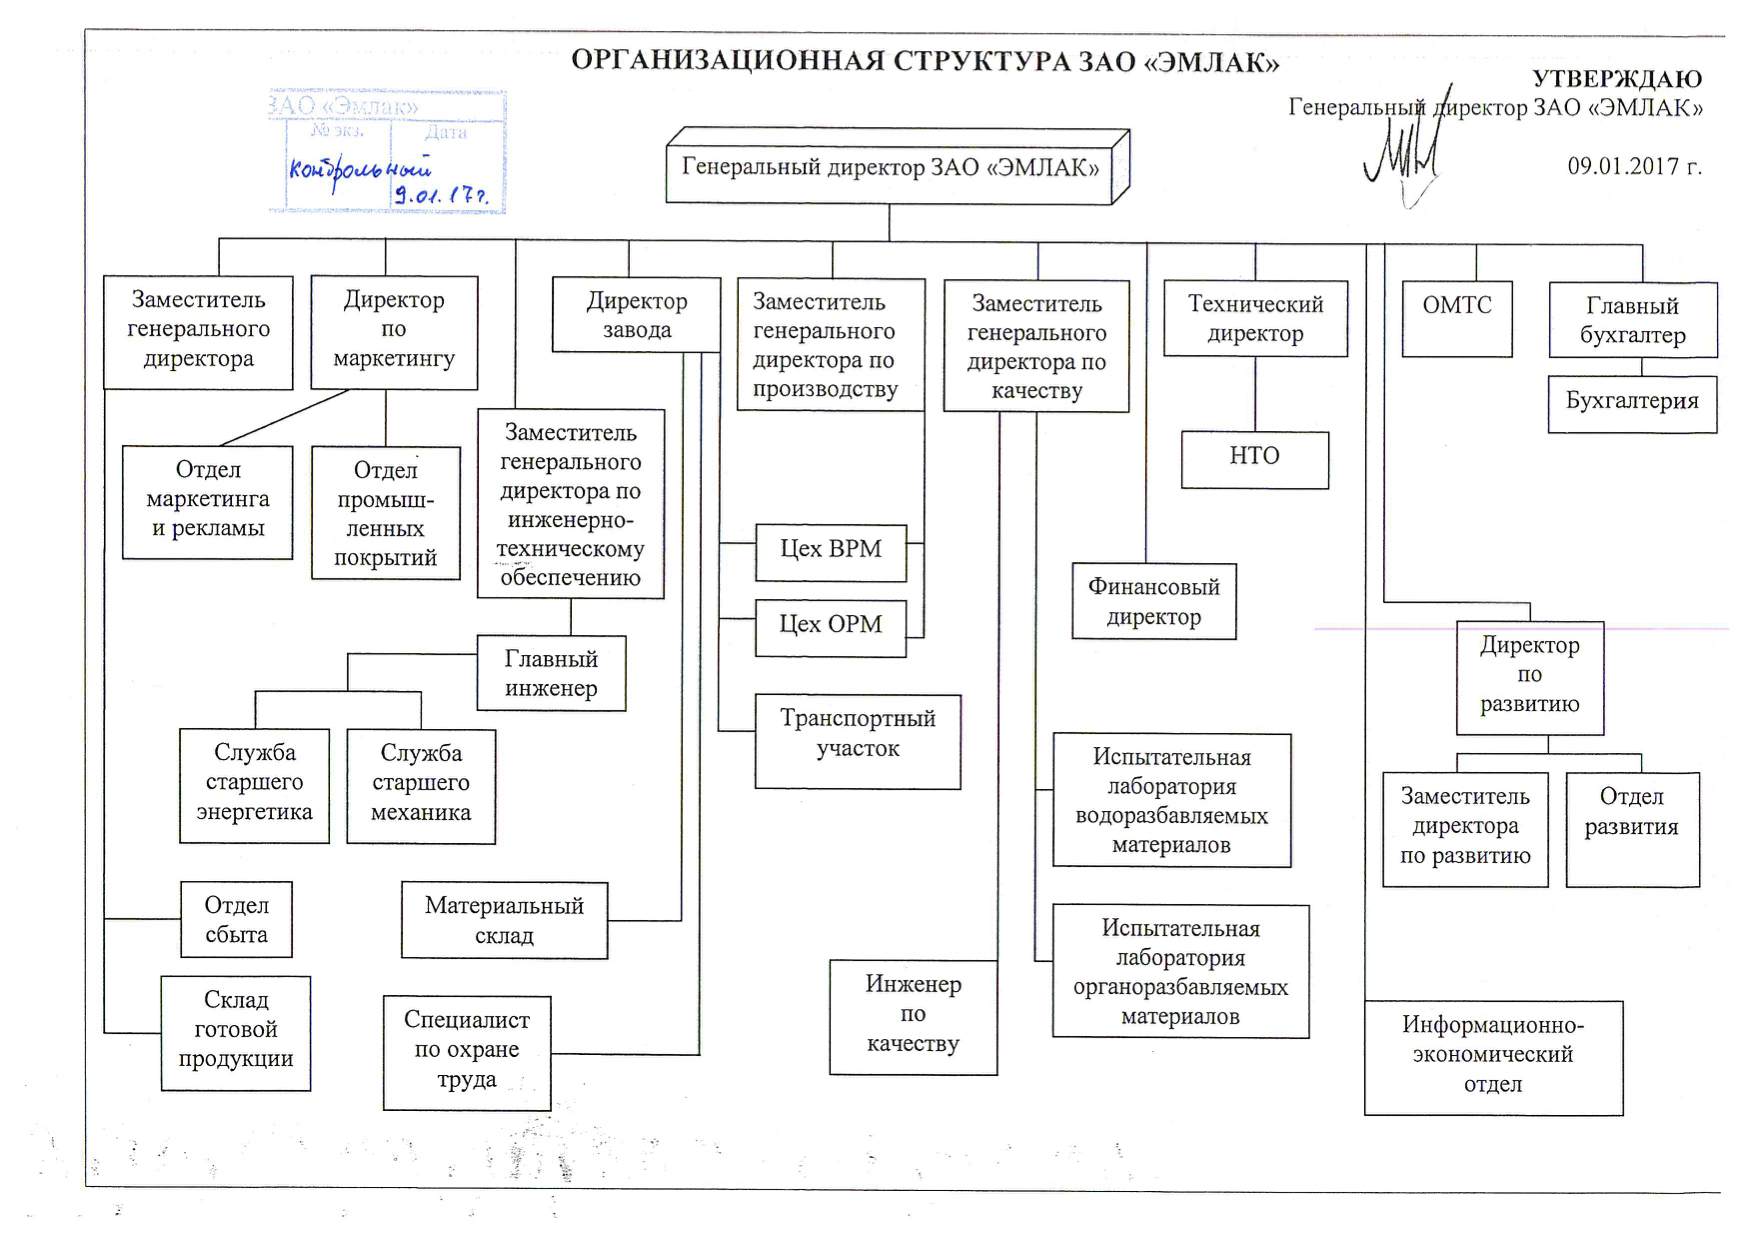 ОРГАНИЗАЦИОННАЯ СТРУКТУРА ЗАО «ЭМЛАК»
УТВЕРЖДАЮ
Генеральный директор ЗАО «ЭМЛАК»
09.01.2017 г.
ЗАО «Эмлак»
№ экз.
Дата
контрольный
9.01.17г.
Генеральный директор ЗАО «ЭМЛАК»
Заместитель
генерального
директора
Директор
по
маркетингу
Директор
завода
Заместитель
генерального
директора по
производству
Заместитель
генерального
директора по
качеству
Технический
директор
ОМТС
Главный
бухгалтер
Бухгалтерия
Отдел
маркетинга
и рекламы
Отдел
промыш-
ленных
покрытий
Заместитель
генерального
директора по
инженерно-
техническому
обеспечению
НТО
Цех ВРМ
Цех ОРМ
Финансовый
директор
Главный
инженер
Директор
по
развитию
Транспортный
участок
Служба
старшего
энергетика
Служба
старшего
механика
Испытательная
лаборатория
водоразбавляемых
материалов
Заместитель
директора
по развитию
Отдел
развития
Отдел
сбыта
Материальный
склад
Испытательная
лаборатория
органоразбавляемых
материалов
Склад
готовой
продукции
Специалист
по охране
труда
Инженер
по
качеству
Информационно-
экономический
отдел